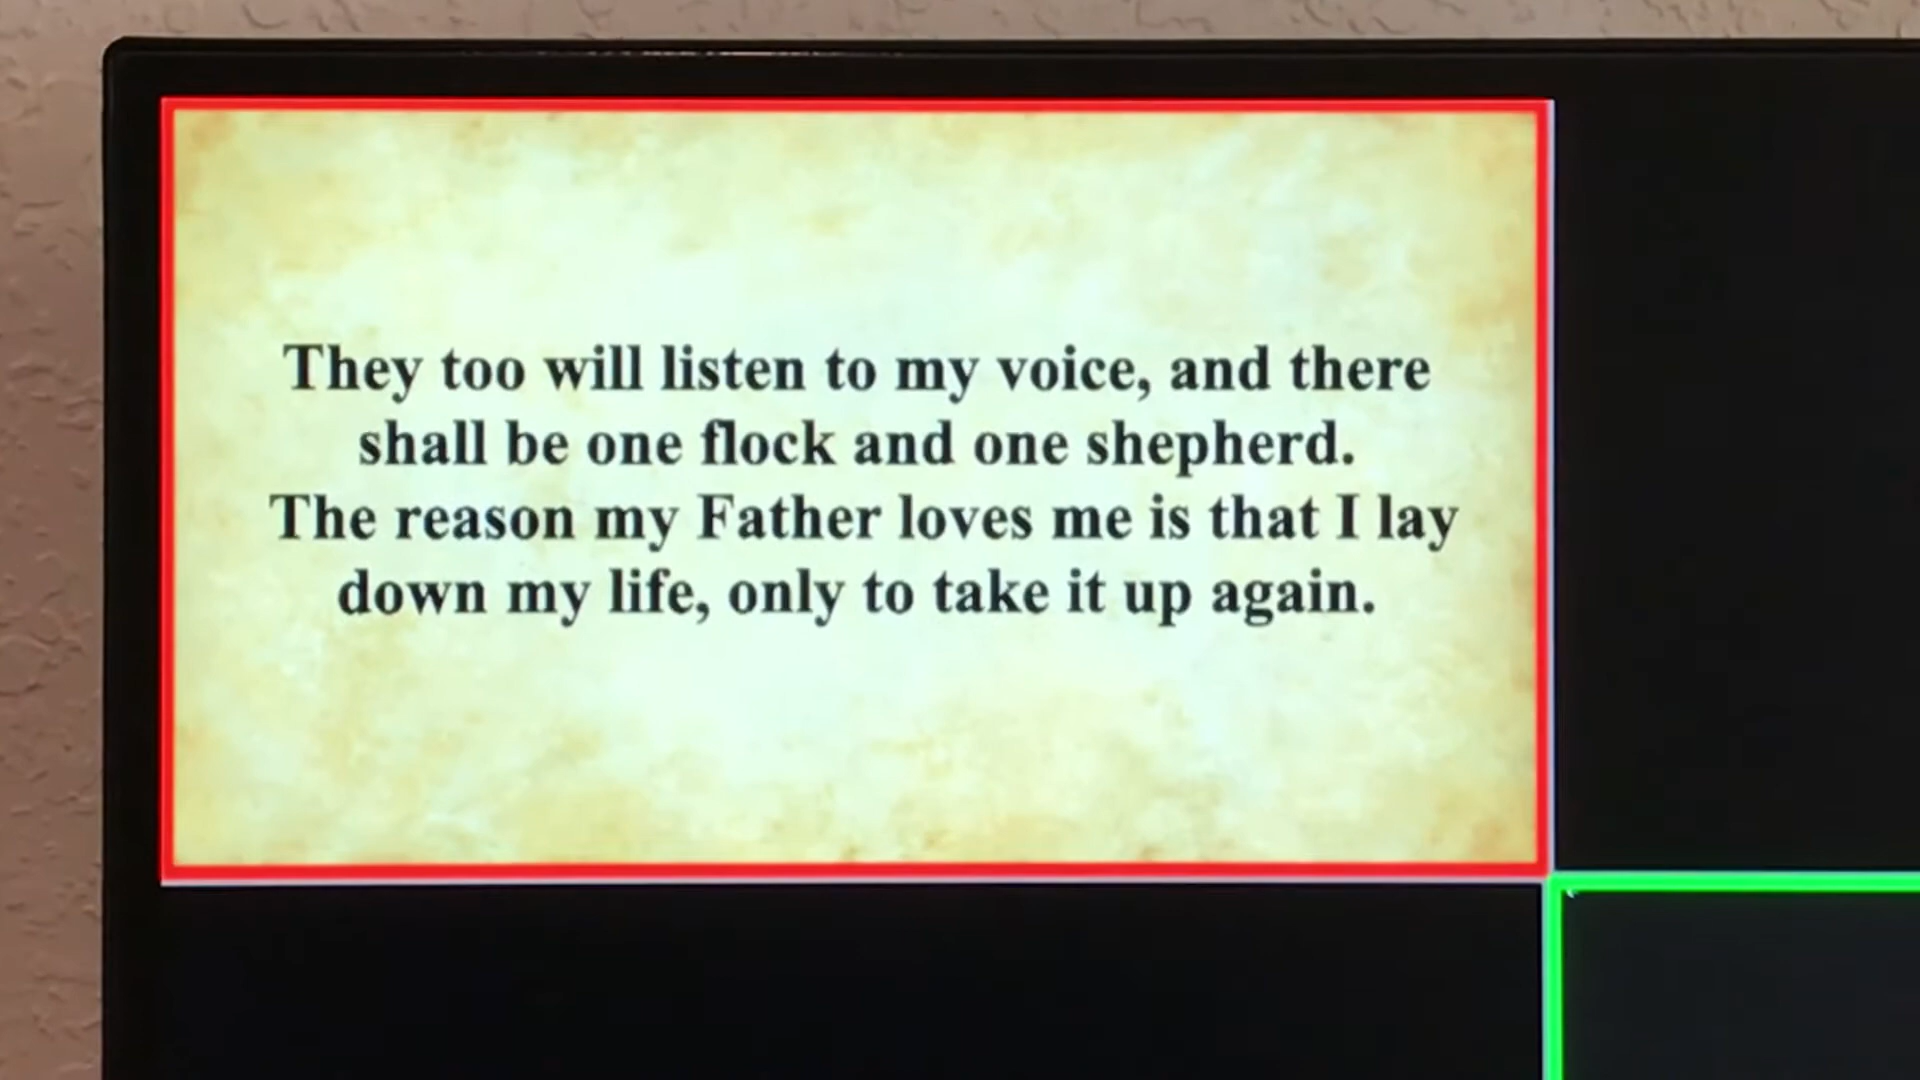 They too will listen to my voice, and there
shall be one flock and one shepherd.
The reason my Father loves me is that I lay
down my life, only to take it up again.